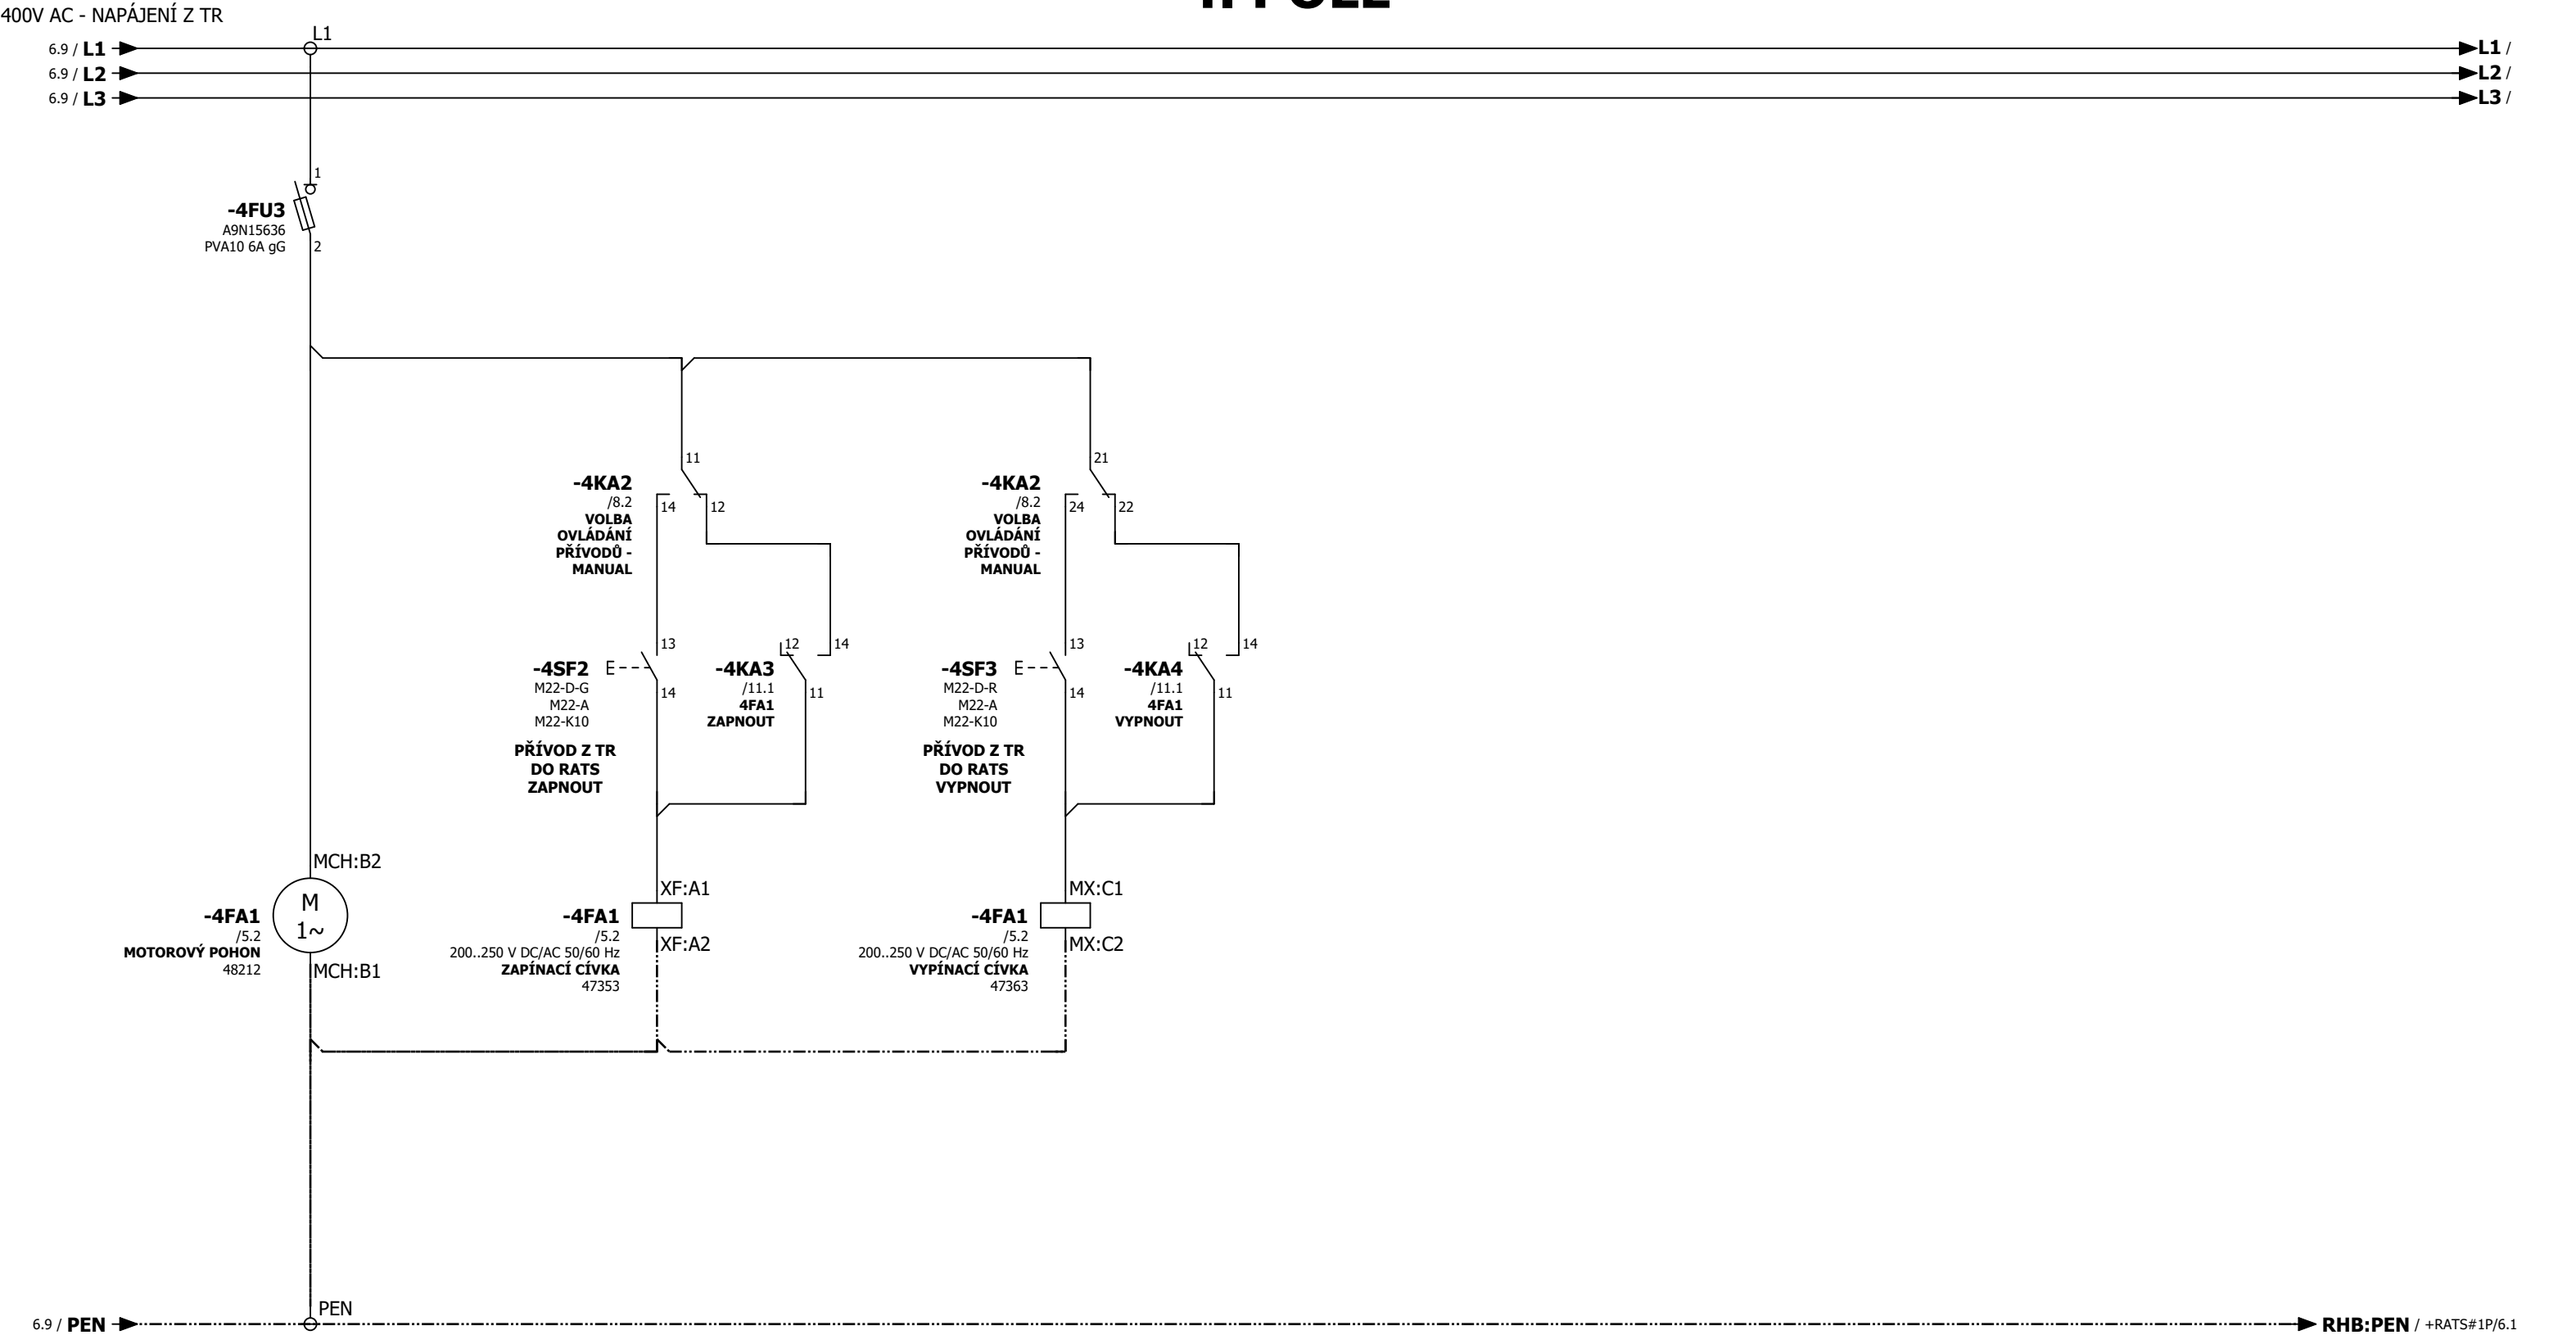 400V AC - NAPÁJENÍ Z TR
L1
6.9 / L1
L1 /
6.9 / L2
L2 /
6.9 / L3
L3 /
1
-4FU3
A9N15636
PVA10 6A gG
2
11
-4KA2
/8.2
14
12
VOLBA
OVLÁDÁNÍ
PŘÍVODŮ -
MANUAL
21
-4KA2
/8.2
24
22
VOLBA
OVLÁDÁNÍ
PŘÍVODŮ -
MANUAL
13
-4SF2
E
M22-D-G
14
M22-A
M22-K10
PŘÍVOD Z TR
DO RATS
ZAPNOUT
12
14
-4KA3
/11.1
11
4FA1
ZAPNOUT
13
-4SF3
E
M22-D-R
14
M22-A
M22-K10
PŘÍVOD Z TR
DO RATS
VYPNOUT
12
14
-4KA4
/11.1
11
4FA1
VYPNOUT
MCH:B2
M
1~
-4FA1
/5.2
MOTOROVÝ POHON
48212
MCH:B1
XF:A1
-4FA1
/5.2
XF:A2
200..250 V DC/AC 50/60 Hz
ZAPÍNACÍ CÍVKA
47353
MX:C1
-4FA1
/5.2
MX:C2
200..250 V DC/AC 50/60 Hz
VYPÍNACÍ CÍVKA
47363
PEN
6.9 / PEN
RHB:PEN / +RATS#1P/6.1